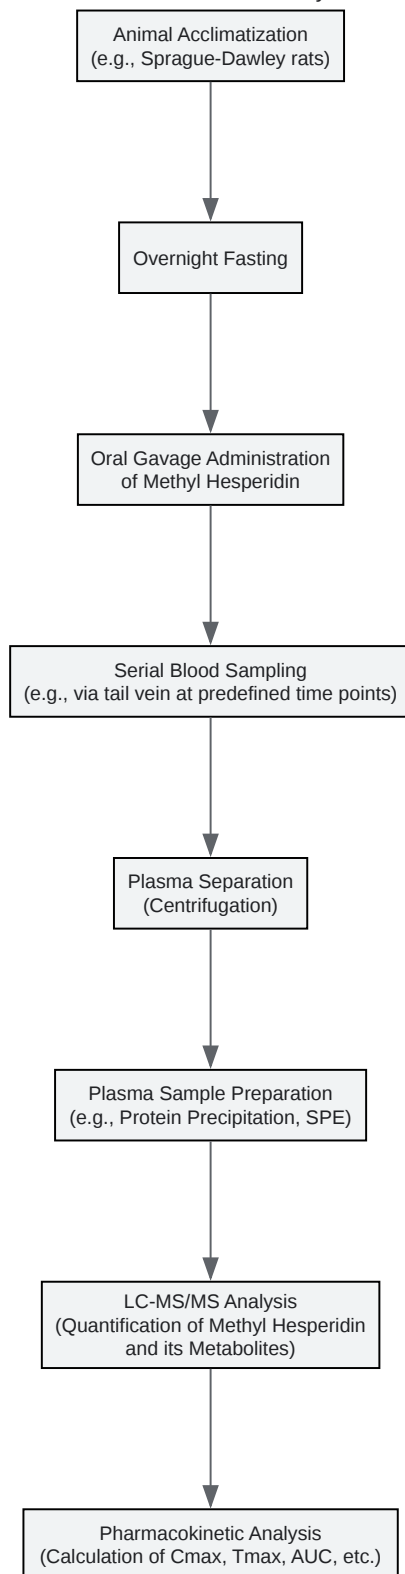 Animal Acclimatization
(e.g., Sprague-Dawley rats)
Overnight Fasting
Oral Gavage Administration
of Methyl Hesperidin
Serial Blood Sampling
(e.g., via tail vein at predefined time points)
Plasma Separation
(Centrifugation)
Plasma Sample Preparation
(e.g., Protein Precipitation, SPE)
LC-MS/MS Analysis
(Quantification of Methyl Hesperidin
and its Metabolites)
Pharmacokinetic Analysis
(Calculation of Cmax, Tmax, AUC, etc.)